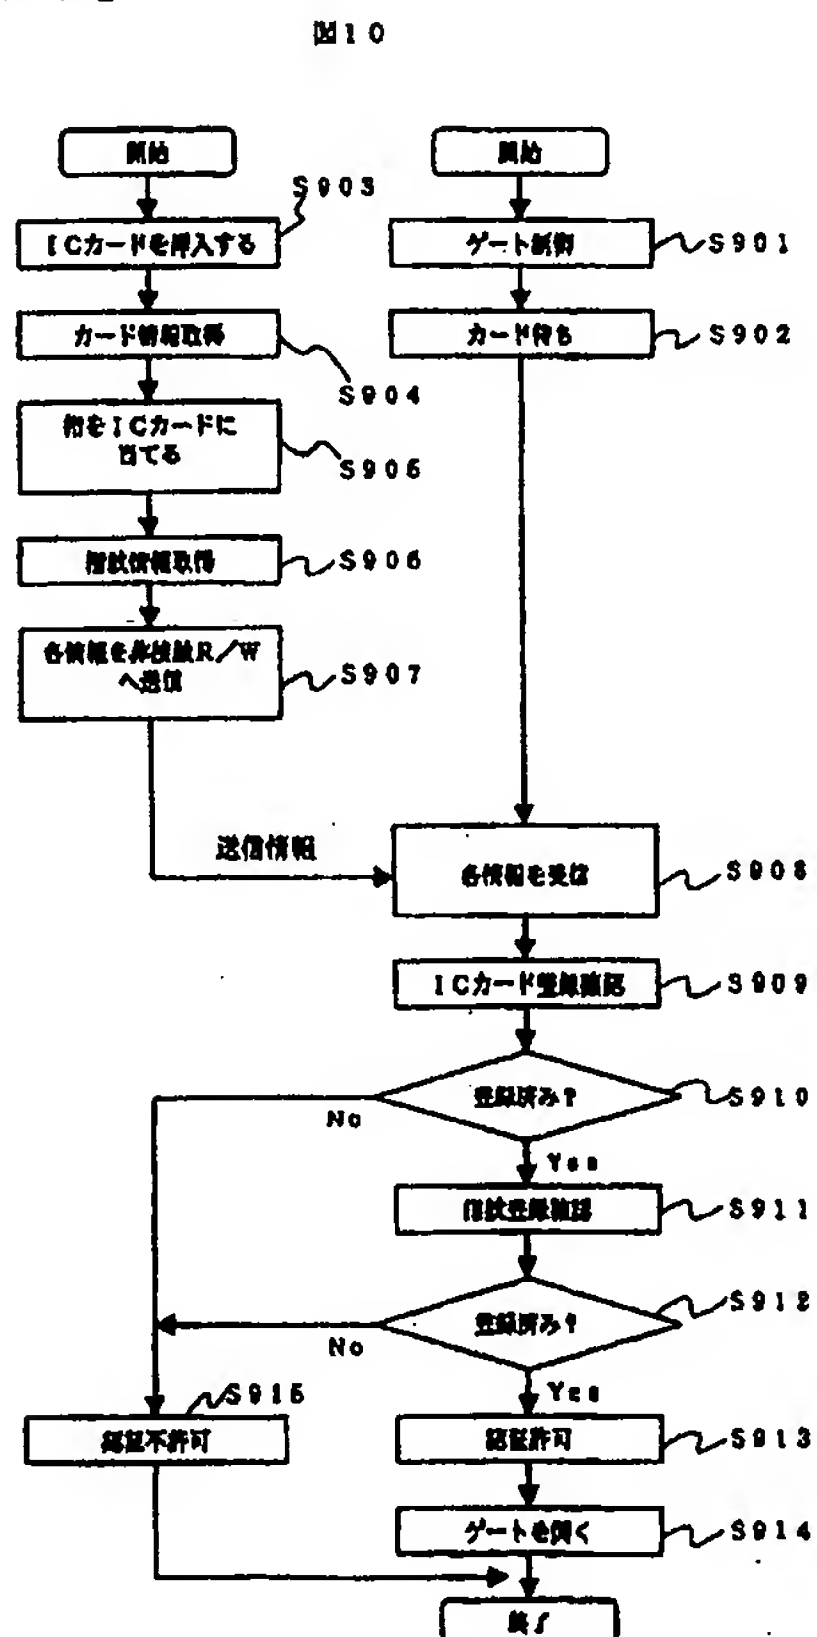 図10
開始
S903
ICカードを挿入する
カード情報取得
S904
指をICカードに
当てる
S905
指紋情報取得
S906
各情報を非接触R/W
へ送信
S907
送信情報
開始
ゲート制御
S901
カード待ち
S902
各情報を受信
S908
ICカード登録確認
S909
登録済み?
S910
No
Yes
指紋登録確認
S911
登録済み?
S912
No
Yes
S915
認証不許可
認証許可
S913
ゲートを開く
S914
終了